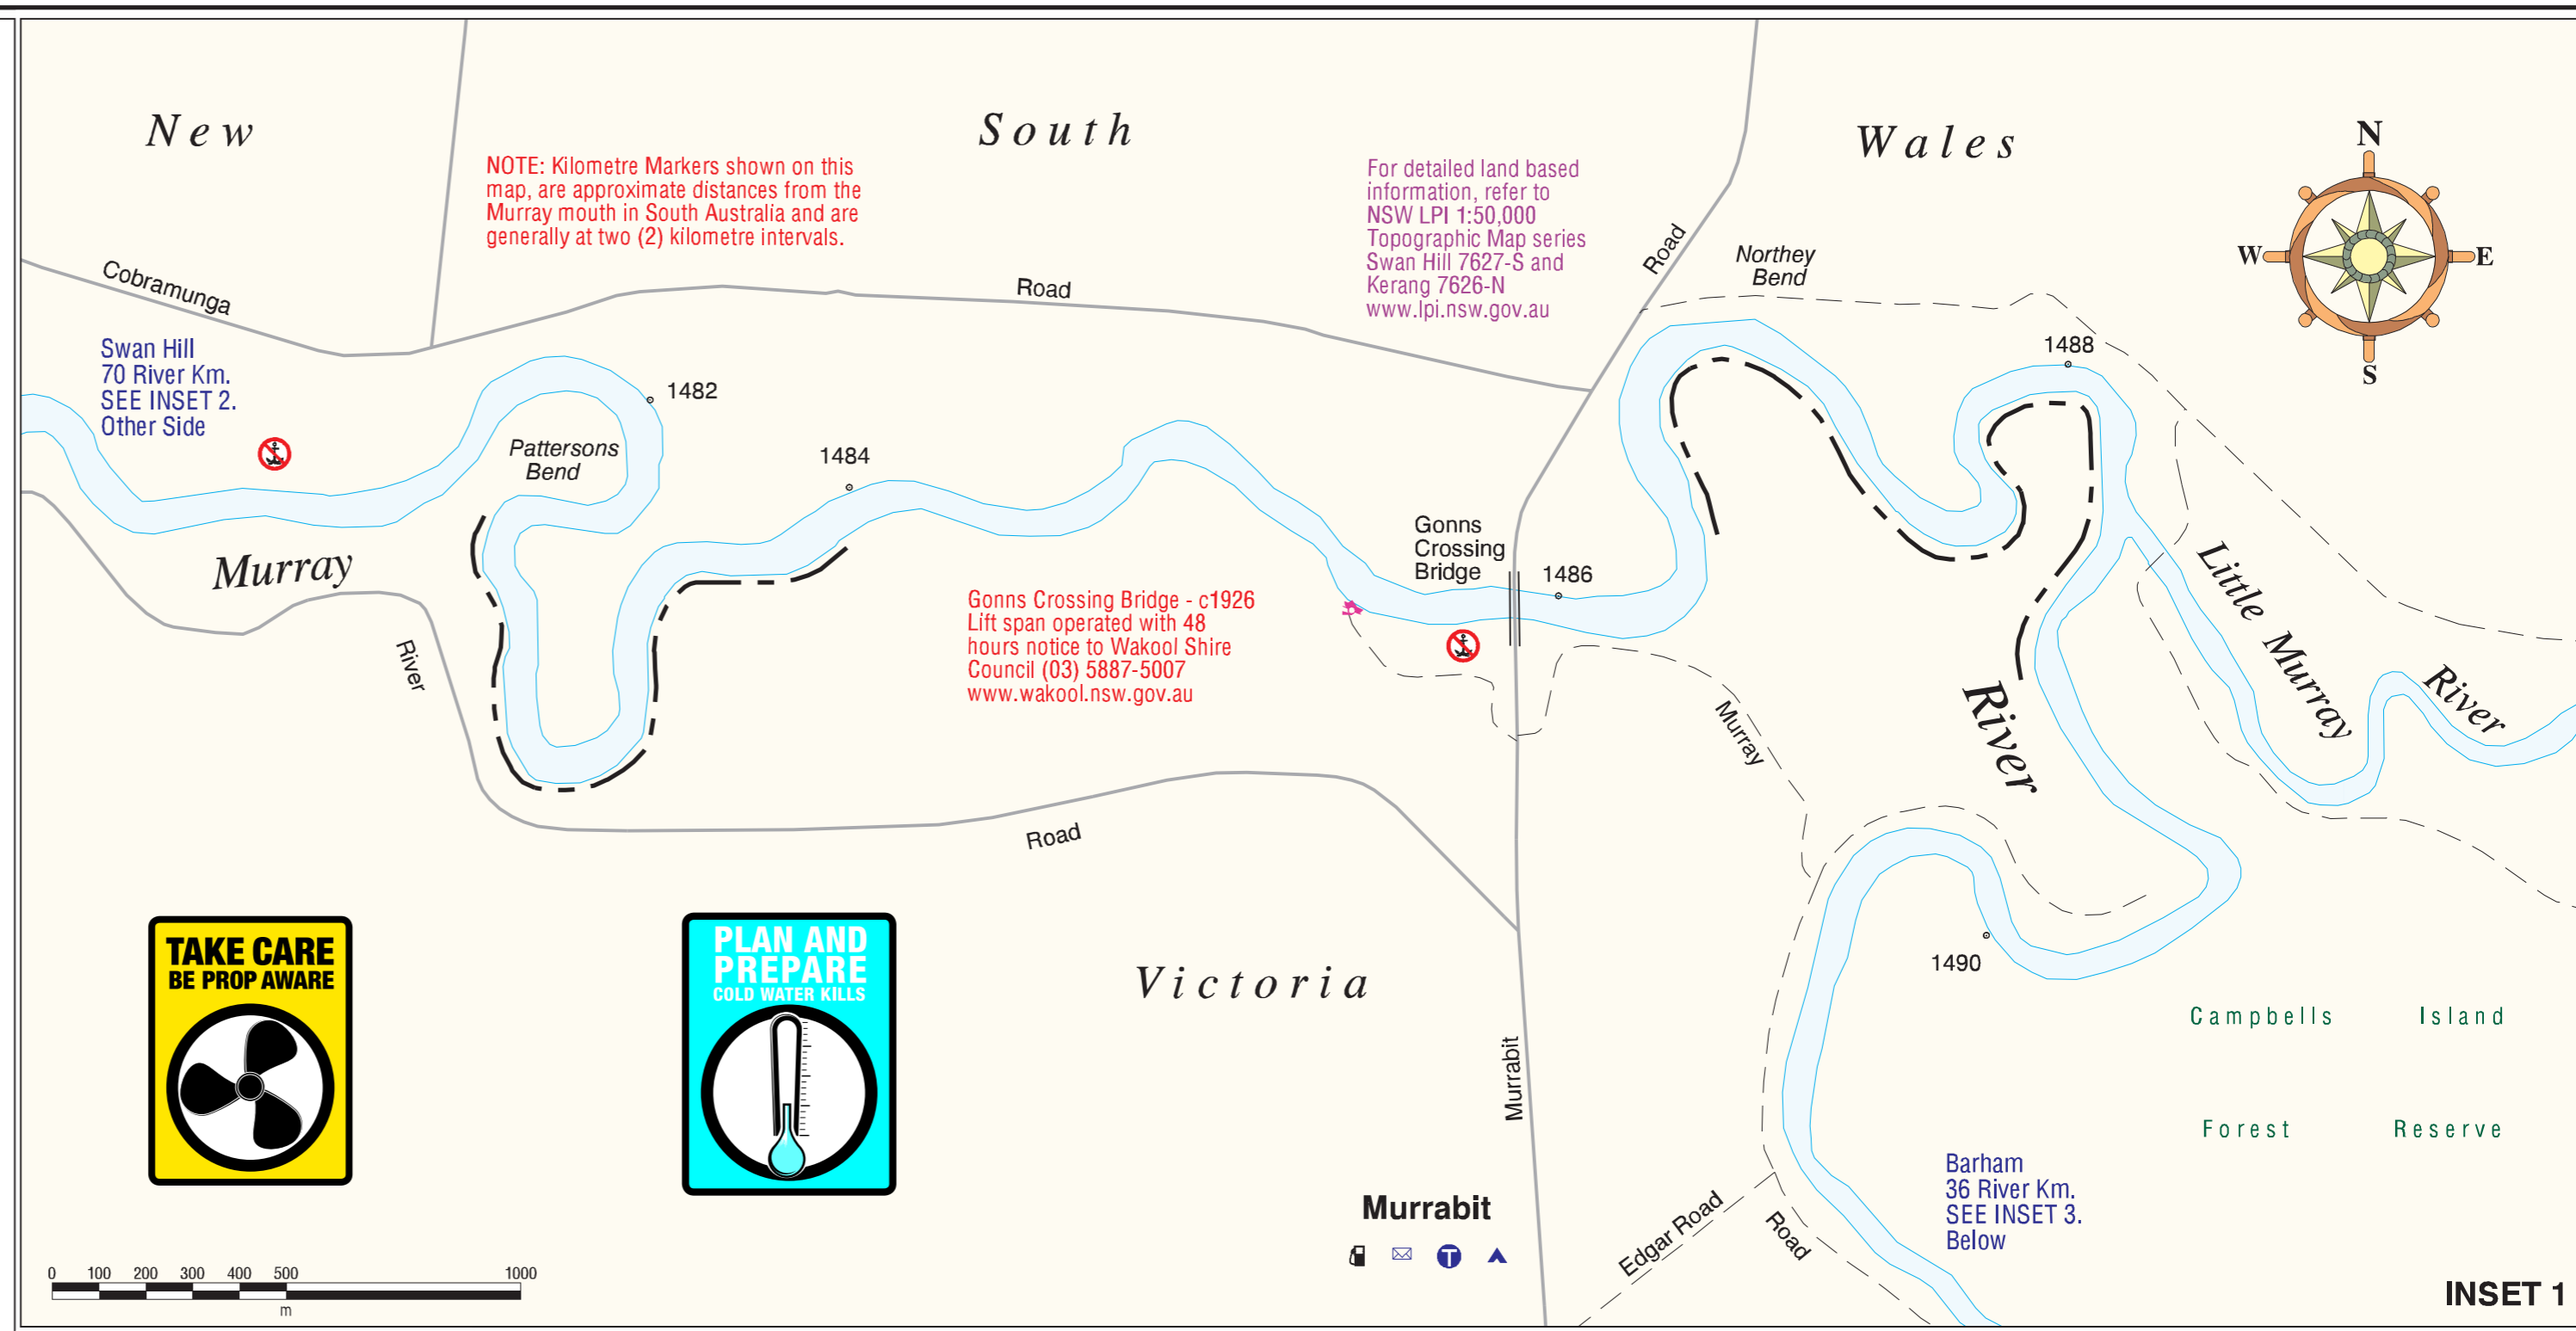 New South Wales
N
W E
S
NOTE: Kilometre Markers shown on this
map, are approximate distances from the
Murray mouth in South Australia and are
generally at two (2) kilometre intervals.
For detailed land based
information, refer to
NSW LPI 1:50,000
Topographic Map series
Swan Hill 7627-S and
Kerang 7626-N
www.lpi.nsw.gov.au
Road
Northey
Bend
Cobramunga
Road
Swan Hill
70 River Km.
SEE INSET 2.
Other Side
1482
1488
Pattersons
Bend
1484
Gonns
Crossing
Bridge
1486
Murray
River
Gonns Crossing Bridge - c1926
Lift span operated with 48
hours notice to Wakool Shire
Council (03) 5887-5007
www.wakool.nsw.gov.au
Little Murray River
River
Murray
Road
TAKE CARE
BE PROP AWARE
PLAN AND
PREPARE
COLD WATER KILLS
Victoria
1490
Campbells Island
Forest Reserve
Murrabit
Barham
36 River Km.
SEE INSET 3.
Below
Murrabit
T
Edgar Road
Road
0 100 200 300 400 500 1000
m
INSET 1